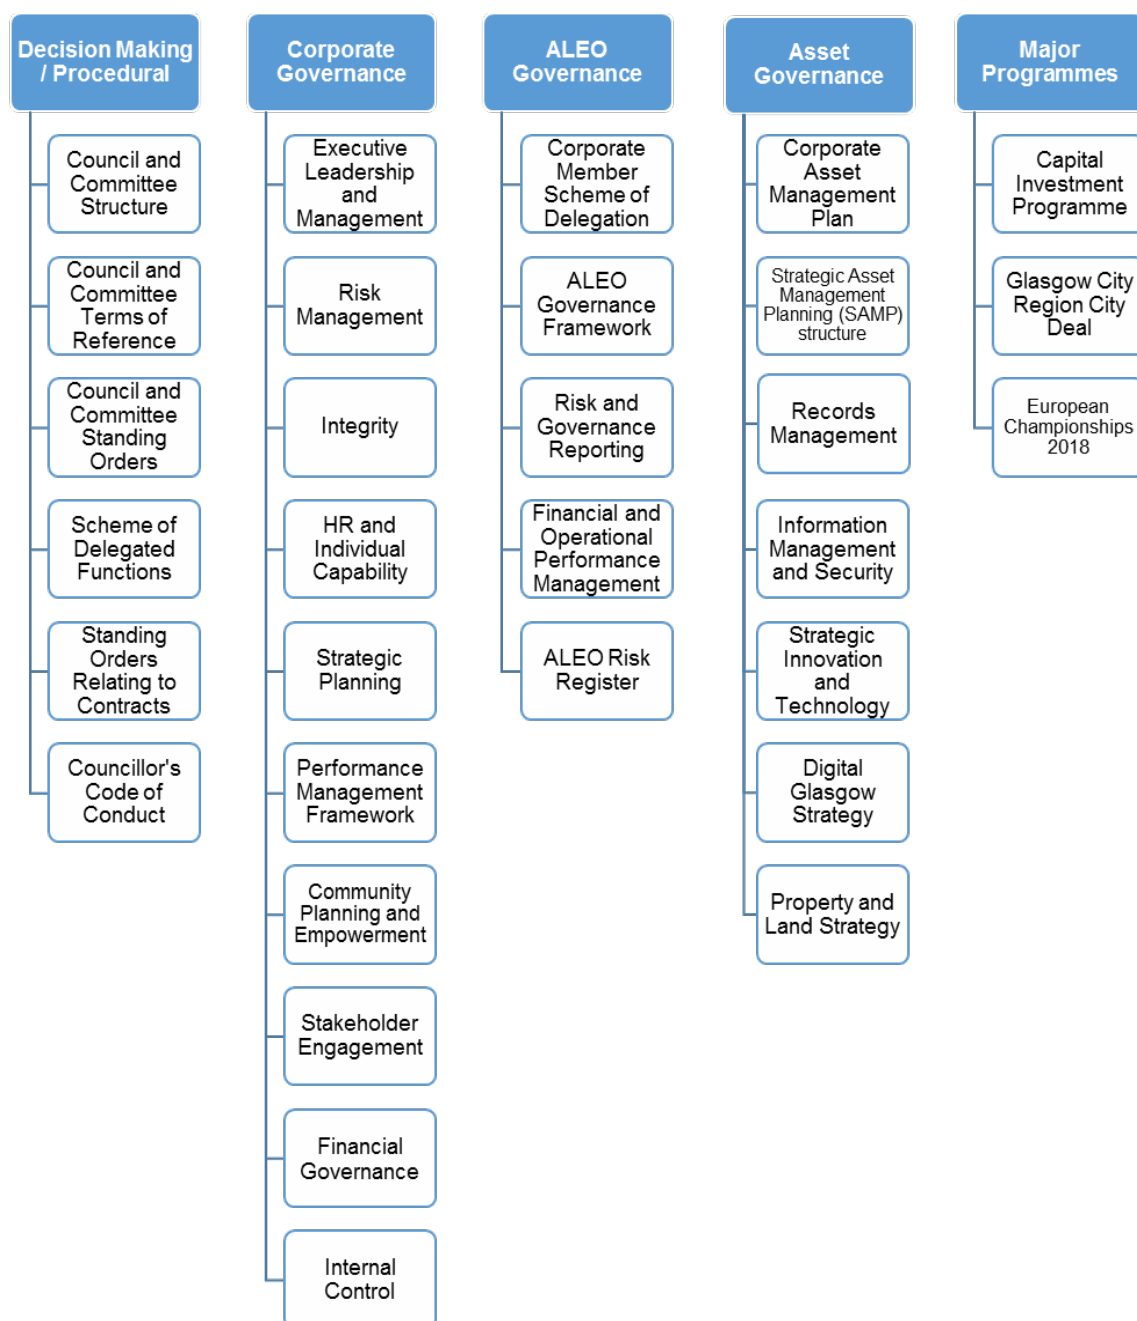 Decision Making
/ Procedural
Council and
Committee
Structure
Council and
Committee
Terms of
Reference
Council and
Committee
Standing
Orders
Scheme of
Delegated
Functions
Standing
Orders
Relating to
Contracts
Councillor's
Code of
Conduct
Corporate
Governance
Executive
Leadership
and
Management
Risk
Management
Integrity
HR and
Individual
Capability
Strategic
Planning
Performance
Management
Framework
Community
Planning and
Empowerment
Stakeholder
Engagement
Financial
Governance
Internal
Control
ALEO
Governance
Corporate
Member
Scheme of
Delegation
ALEO
Governance
Framework
Risk and
Governance
Reporting
Financial and
Operational
Performance
Management
ALEO Risk
Register
Asset
Governance
Corporate
Asset
Management
Plan
Strategic Asset
Management
Planning (SAMP)
structure
Records
Management
Information
Management
and Security
Strategic
Innovation
and
Technology
Digital
Glasgow
Strategy
Property and
Land Strategy
Major
Programmes
Capital
Investment
Programme
Glasgow City
Region City
Deal
European
Championships
2018